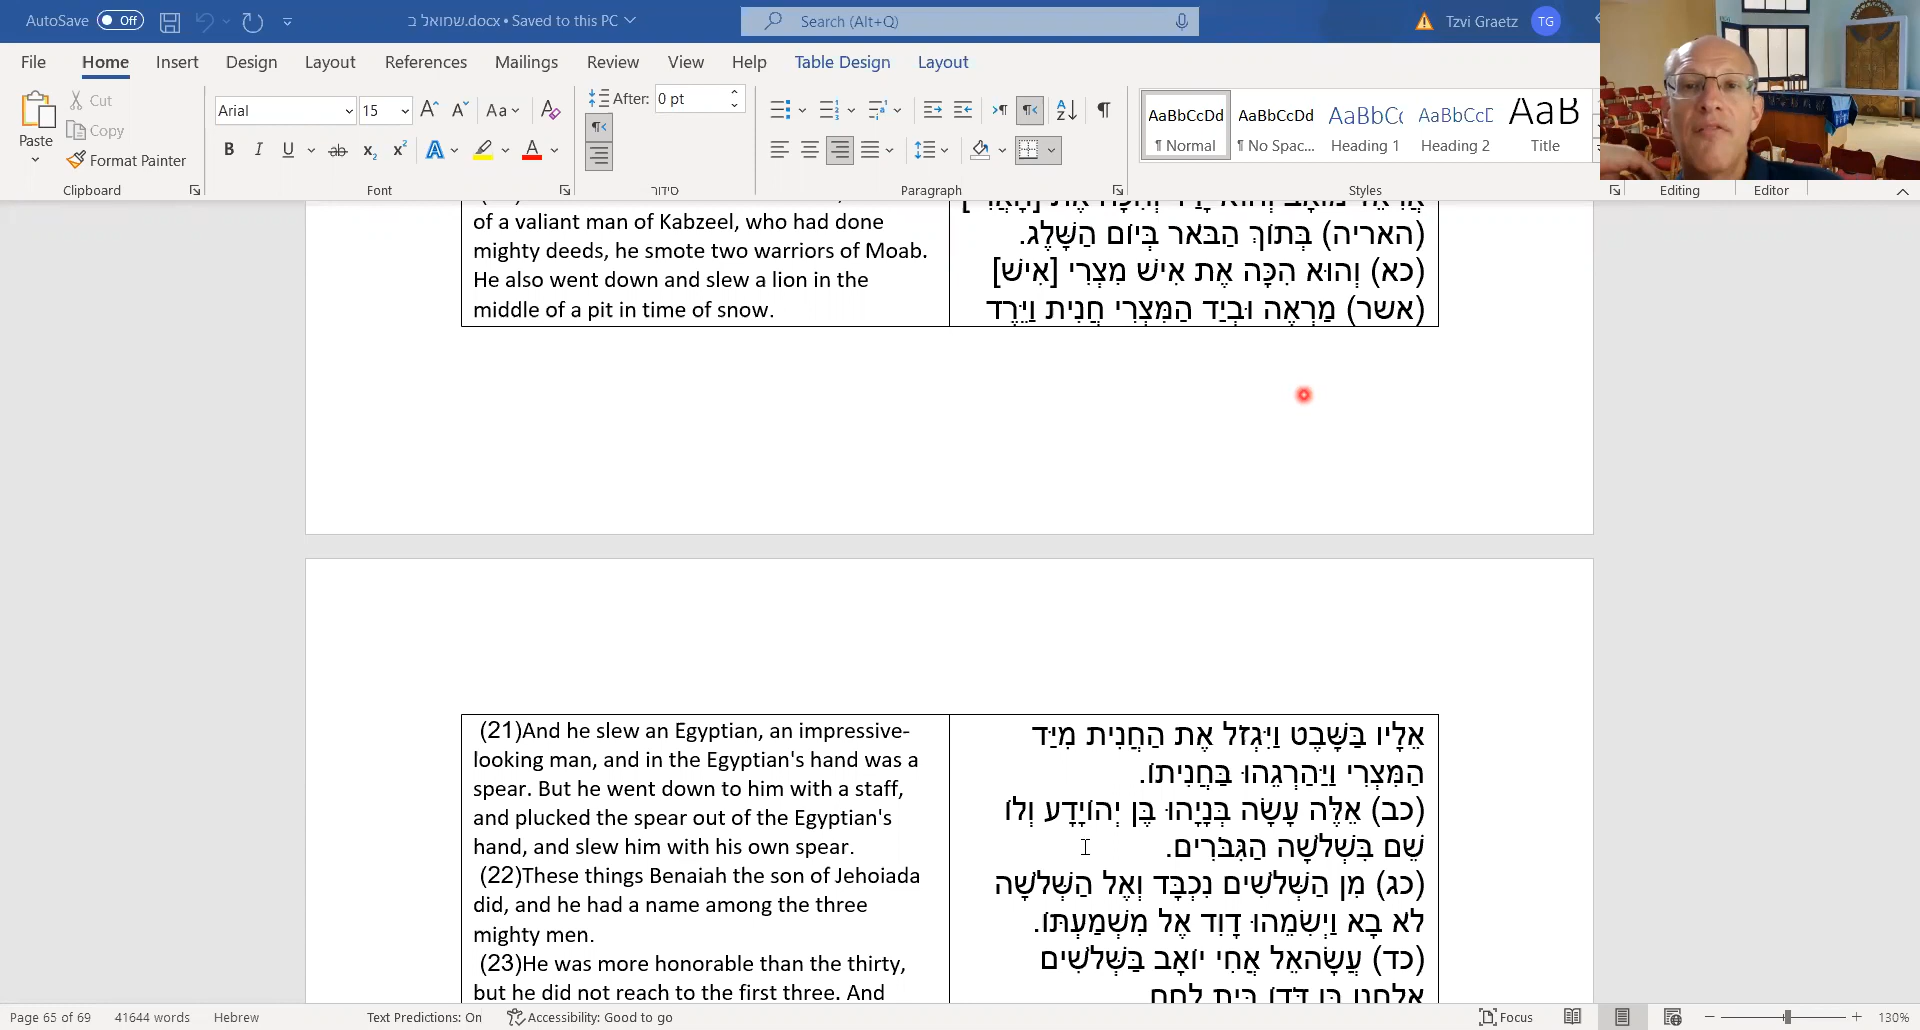 AutoSave Off שמואל ב.docx • Saved to this PC Search (Alt+Q) Tzvi Graetz TG
File Home Insert Design Layout References Mailings Review View Help Table Design Layout
Paste Cut Copy Format Painter
Clipboard
Arial 15
Font
After: 0 pt
סידור
Paragraph
AaBbCcDd AaBbCcDd AaBbCc AaBbCcD AaB
¶ Normal ¶ No Spac... Heading 1 Heading 2 Title
Styles
Editing
Editor
of a valiant man of Kabzeel, who had done
mighty deeds, he smote two warriors of Moab.
He also went down and slew a lion in the
middle of a pit in time of snow.
(האריה) בְּתוֹךְ הַבֹּאר בְּיוֹם הַשָּׁלֶג.
(כא) וְהוּא הִכָּה אֶת אִישׁ מִצְרִי [אִישׁ]
(אשר) מַרְאֶה וּבְיַד הַמִּצְרִי חֲנִית וַיֵּרֶד
(21)And he slew an Egyptian, an impressive-
looking man, and in the Egyptian's hand was a
spear. But he went down to him with a staff,
and plucked the spear out of the Egyptian's
hand, and slew him with his own spear.
(22)These things Benaiah the son of Jehoiada
did, and he had a name among the three
mighty men.
(23)He was more honorable than the thirty,
but he did not reach to the first three. And
אֵלָיו בַּשָּׁבֶט וַיִּגְזֹל אֶת הַחֲנִית מִיַּד
הַמִּצְרִי וַיַּהַרְגֵהוּ בַּחֲנִיתוֹ.
(כב) אֵלֶּה עָשָׂה בְּנָיָהוּ בֶּן יְהוֹיָדָע וְלוֹ
שֵׁם בִּשְׁלֹשָׁה הַגִּבֹּרִים.
(כג) מִן הַשְּׁלֹשִׁים נִכְבָּד וְאֶל הַשְּׁלֹשָׁה
לֹא בָא וַיְשִׂמֵהוּ דָוִד אֶל מִשְׁמַעְתּוֹ.
(כד) עֲשָׂהאֵל אֲחִי יוֹאָב בַּשְּׁלֹשִׁים
אלחנן בן דדו בית לחם
Page 65 of 69 41644 words Hebrew Text Predictions: On Accessibility: Good to go Focus 130%